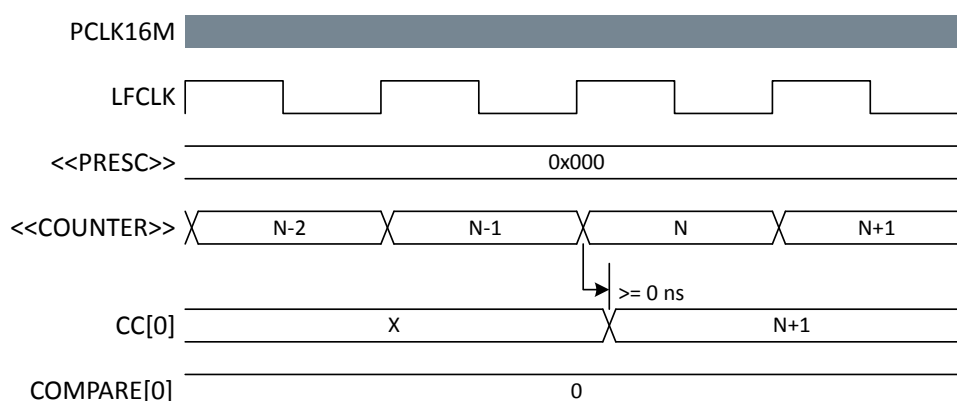 PCLK16M
LFCLK
<<PRESC>> 0x000
<<COUNTER>> N-2 N-1 N N+1
>= 0 ns
CC[0] X N+1
COMPARE[0] 0